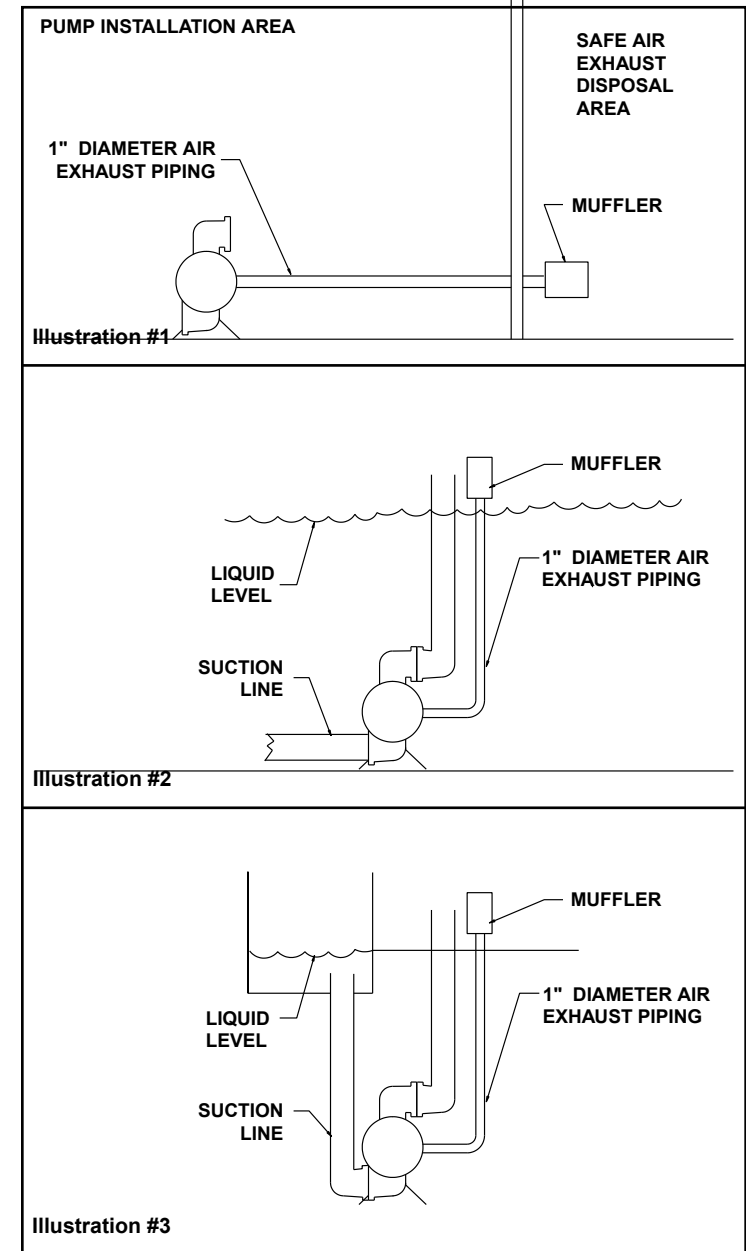 PUMP INSTALLATION AREA
SAFE AIR
EXHAUST
DISPOSAL
AREA
1" DIAMETER AIR
EXHAUST PIPING
MUFFLER
Illustration #1
MUFFLER
LIQUID
LEVEL
1" DIAMETER AIR
EXHAUST PIPING
SUCTION
LINE
Illustration #2
MUFFLER
LIQUID
LEVEL
1" DIAMETER AIR
EXHAUST PIPING
SUCTION
LINE
Illustration #3